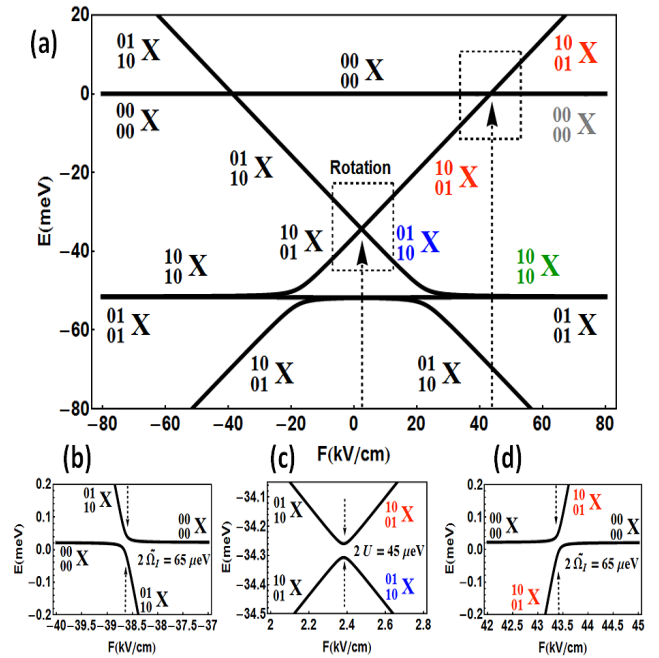 (a)
20
0
−20
−40
−60
−80
E(meV)
01
10 X
00
00 X
10
01 X
00
00 X
00
00 X
01
10 X
Rotation
10
01 X
10
01 X
01
10 X
10
10 X
10
10 X
01
01 X
01
01 X
10
01 X
01
10 X
−80 −60 −40 −20 0 20 40 60 80
F(kV/cm)
(b)
0.2
0.1
0.0
−0.1
−0.2
E(meV)
01
10 X
00
00 X
00
00 X
2 Ω̃I = 65 μeV
01
10 X
−40 −39.5 −39 −38.5 −38 −37.5 −37
F(kV/cm)
(c)
−34.1
−34.2
−34.3
−34.4
−34.5
E(meV)
01
10 X
10
01 X
2 U = 45 μeV
10
01 X
01
10 X
2 2.2 2.4 2.6 2.8
F(kV/cm)
(d)
0.2
0.1
0.0
−0.1
−0.2
E(meV)
10
01 X
00
00 X
00
00 X
2 Ω̃I = 65 μeV
10
01 X
42 42.5 43 43.5 44 44.5 45
F(kV/cm)